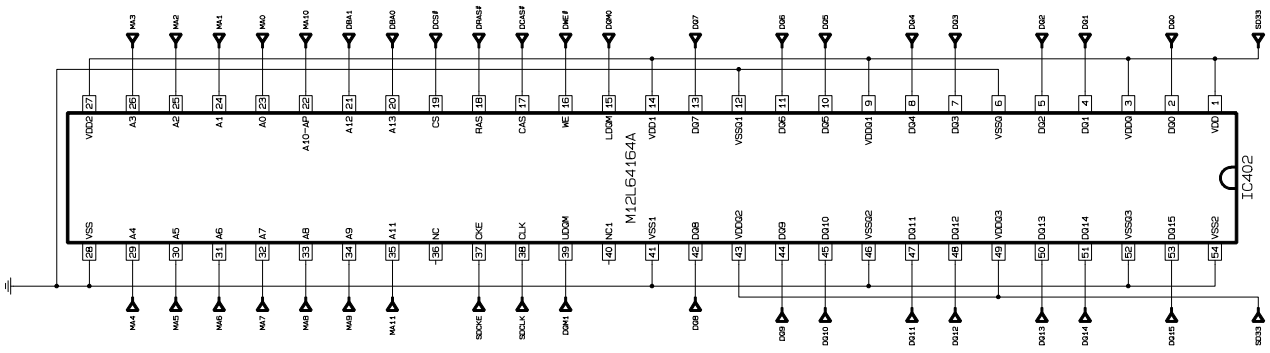 MA3 MA2 MA1 MA0 MA10 DBA1 DBA0 DCS# DRAS# DCAS# DWE# DQM0 DQ7 DQ6 DQ5 DQ4 DQ3 DQ2 DQ1 DQ0 SD33
27 26 25 24 23 22 21 20 19 18 17 16 15 14 13 12 11 10 9 8 7 6 5 4 3 2 1
VDD2 A3 A2 A1 A0 A10-AP A12 A13 CS RAS CAS WE LDQM VDD1 DQ7 VSSQ1 DQ6 DQ5 VDDQ1 DQ4 DQ3 VSSQ DQ2 DQ1 VDDQ DQ0 VDD
M12L64164A
IC402
VSS A4 A5 A6 A7 A8 A9 A11 NC CKE CLK UDQM NC1 VSS1 DQ8 VDDQ2 DQ9 DQ10 VSSQ2 DQ11 DQ12 VDDQ3 DQ13 DQ14 VSSQ3 DQ15 VSS2
28 29 30 31 32 33 34 35 36 37 38 39 40 41 42 43 44 45 46 47 48 49 50 51 52 53 54
MA4 MA5 MA6 MA7 MA8 MA9 MA11 SDCKE SDCLK DQM1 DQ8 DQ9 DQ10 DQ11 DQ12 DQ13 DQ14 DQ15 SD33